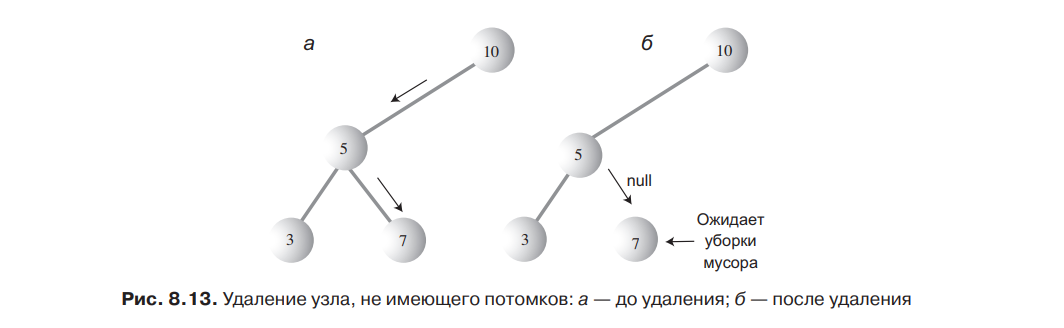 а
10
5
3
7
б
10
5
null
3
7
Ожидает
уборки
мусора
Рис. 8.13. Удаление узла, не имеющего потомков: а — до удаления; б — после удаления